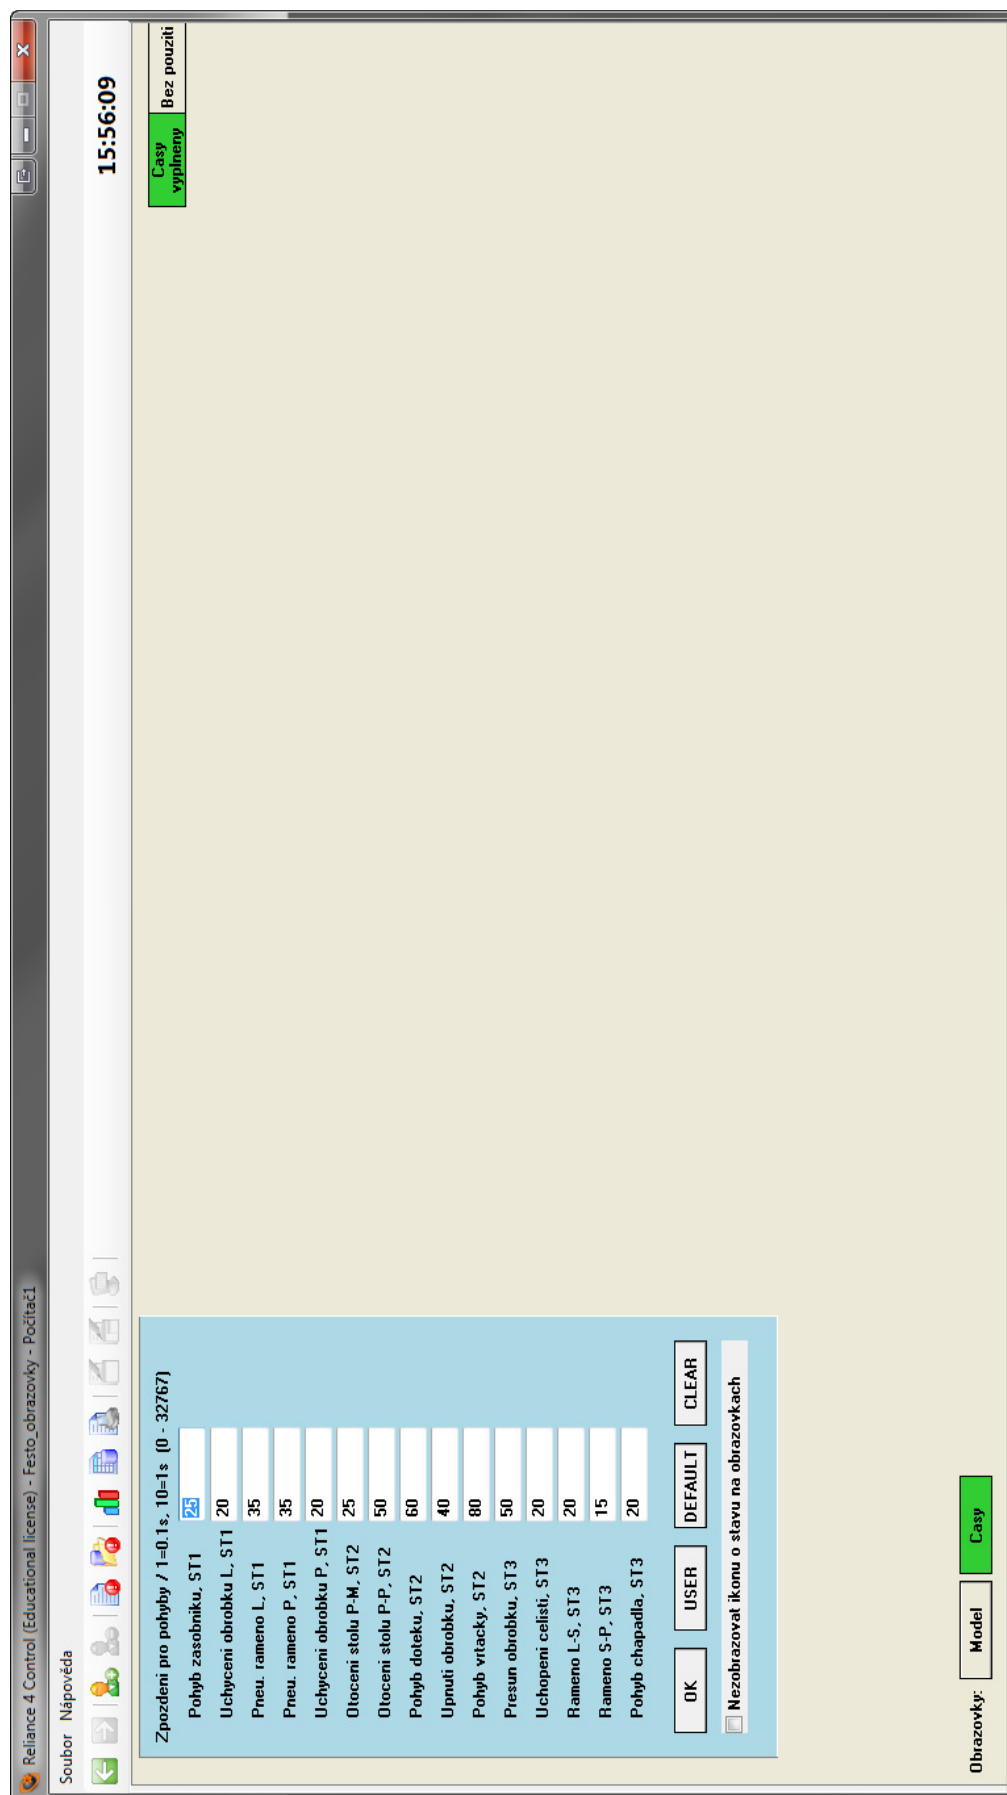 Reliance 4 Control (Educational license) - Festo_obrazovky - Počítač1
Soubor Nápověda
15:56:09
Zpozdeni pro pohyby / 1=0.1s, 10=1s (0 - 32767)
Pohyb zasobniku, ST1 25
Uchyceni obrobku L, ST1 20
Pneu. rameno L, ST1 35
Pneu. rameno P, ST1 35
Uchyceni obrobku P, ST1 20
Otoceni stolu P-M, ST2 25
Otoceni stolu P-P, ST2 50
Pohyb doteku, ST2 60
Upnuti obrobku, ST2 40
Pohyb vrtacky, ST2 80
Presun obrobku, ST3 50
Uchopeni celisti, ST3 20
Rameno L-S, ST3 20
Rameno S-P, ST3 15
Pohyb chapadla, ST3 20
OK USER DEFAULT CLEAR
Nezobrazovat ikonu o stavu na obrazovkach
Casy
vyplneny
Bez pouziti
Obrazovky: Model Casy